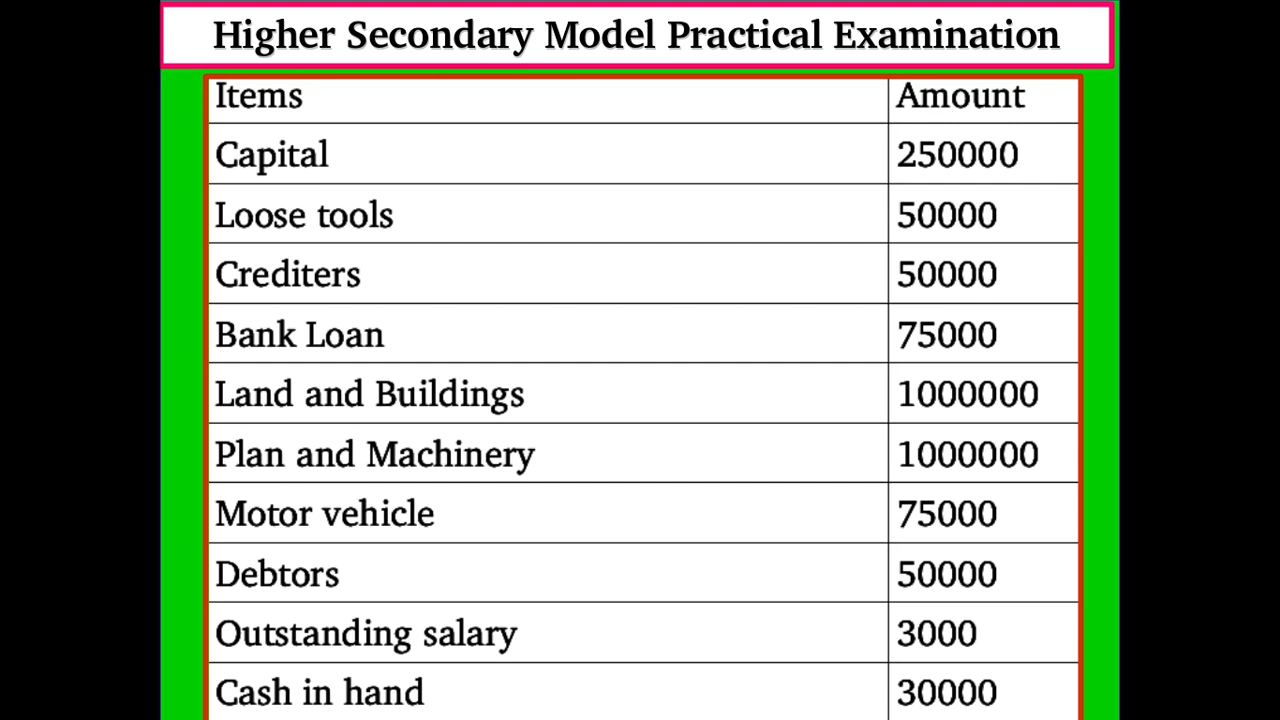 Higher Secondary Model Practical Examination
Items Amount
Capital 250000
Loose tools 50000
Crediters 50000
Bank Loan 75000
Land and Buildings 1000000
Plan and Machinery 1000000
Motor vehicle 75000
Debtors 50000
Outstanding salary 3000
Cash in hand 30000